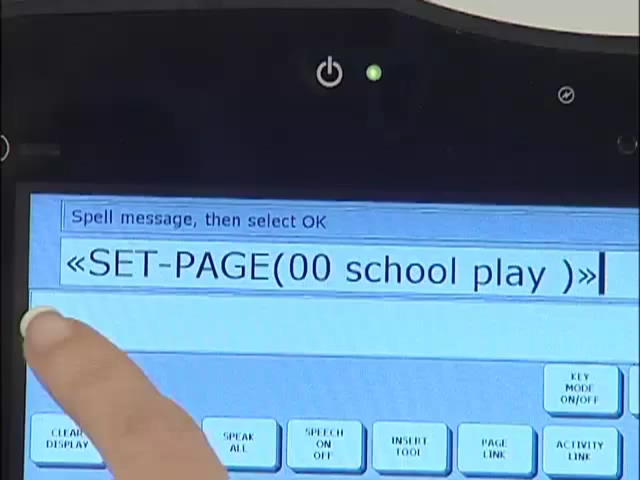 Spell message, then select OK
«SET-PAGE(00 school play )»
KEY MODE ON/OFF
CLEAR DISPLAY
SPEAK ALL
SPEECH ON OFF
INSERT TOOL
PAGE LINK
ACTIVITY LINK